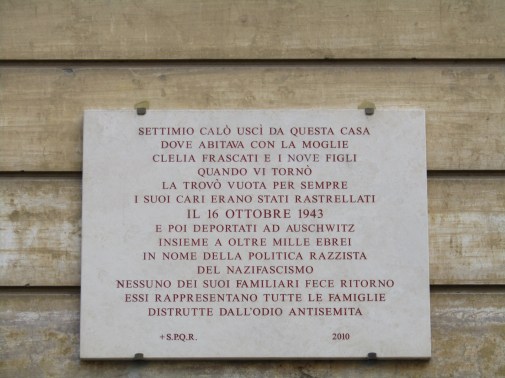 SETTIMIO CALÒ USCÌ DA QUESTA CASA
DOVE ABITAVA CON LA MOGLIE
CLELIA FRASCATI E I NOVE FIGLI
QUANDO VI TORNÒ
LA TROVÒ VUOTA PER SEMPRE
I SUOI CARI ERANO STATI RASTRELLATI
IL 16 OTTOBRE 1943
E POI DEPORTATI AD AUSCHWITZ
INSIEME A OLTRE MILLE EBREI
IN NOME DELLA POLITICA RAZZISTA
DEL NAZIFASCISMO
NESSUNO DEI SUOI FAMILIARI FECE RITORNO
ESSI RAPPRESENTANO TUTTE LE FAMIGLIE
DISTRUTTE DALL'ODIO ANTISEMITA
+S.P.Q.R. 2010